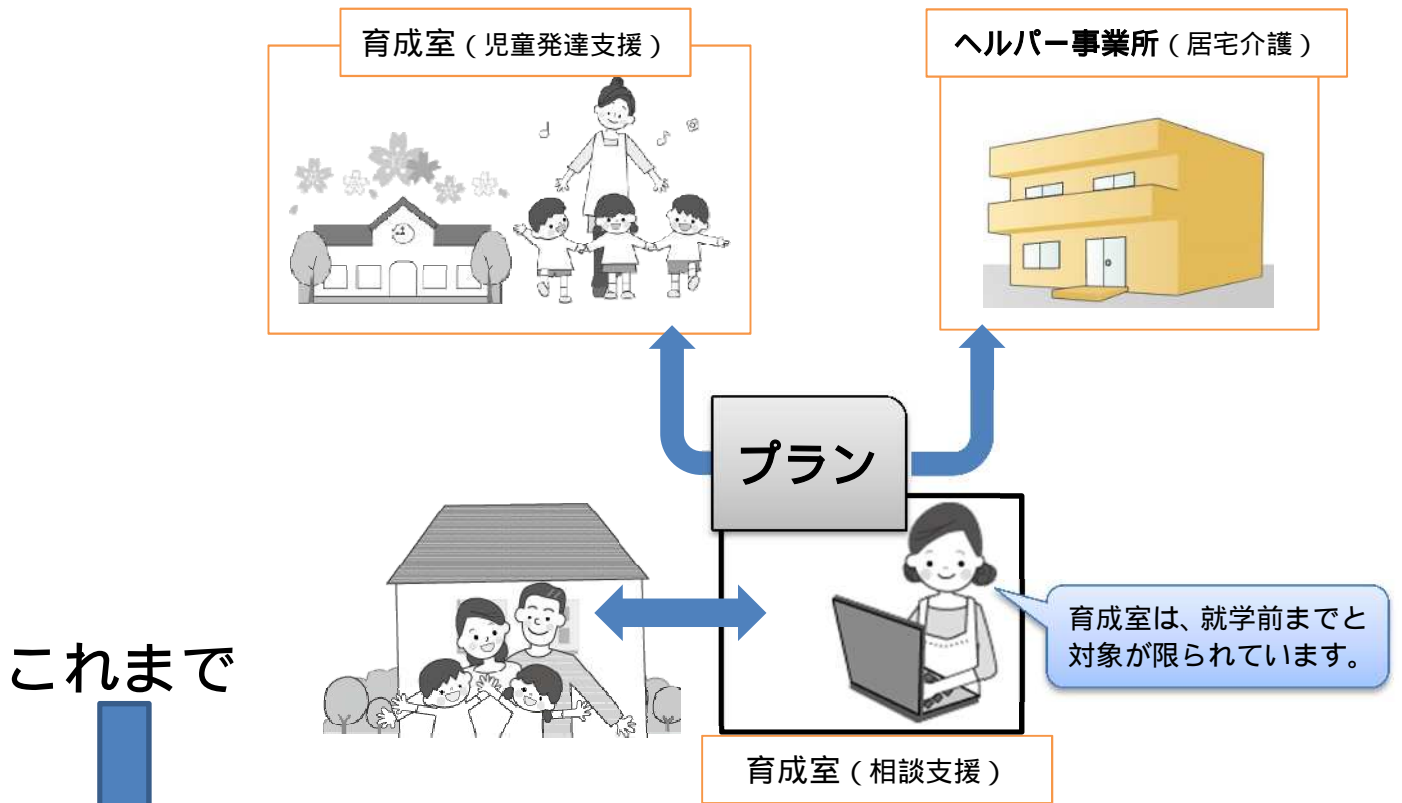 育成室（児童発達支援）
ヘルパー事業所（居宅介護）
プラン
育成室は、就学前までと
対象が限られています。
これまで
育成室（相談支援）